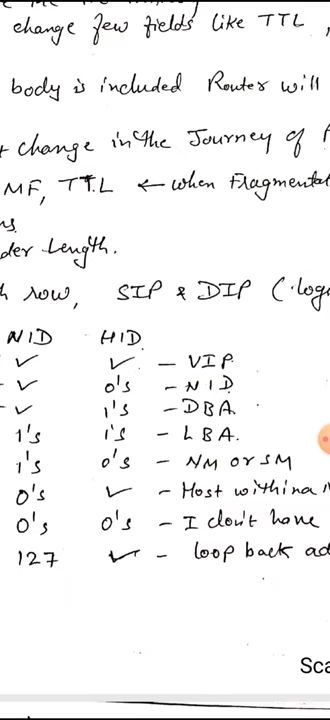 change few fields like TTL,
body is included Router will
change in the Journey of
MF, TTL ← when Fragmentat
der Length.
row, SIP & DIP (Log
NID HID
✓ ✓ - VIP
✓ 0's - NID
✓ 1's - DBA.
1's 1's - LBA.
1's 0's - NM or SM
0's ✓ - Host within a
0's 0's - I don't have
127 ✓ - loop back ad
Sca